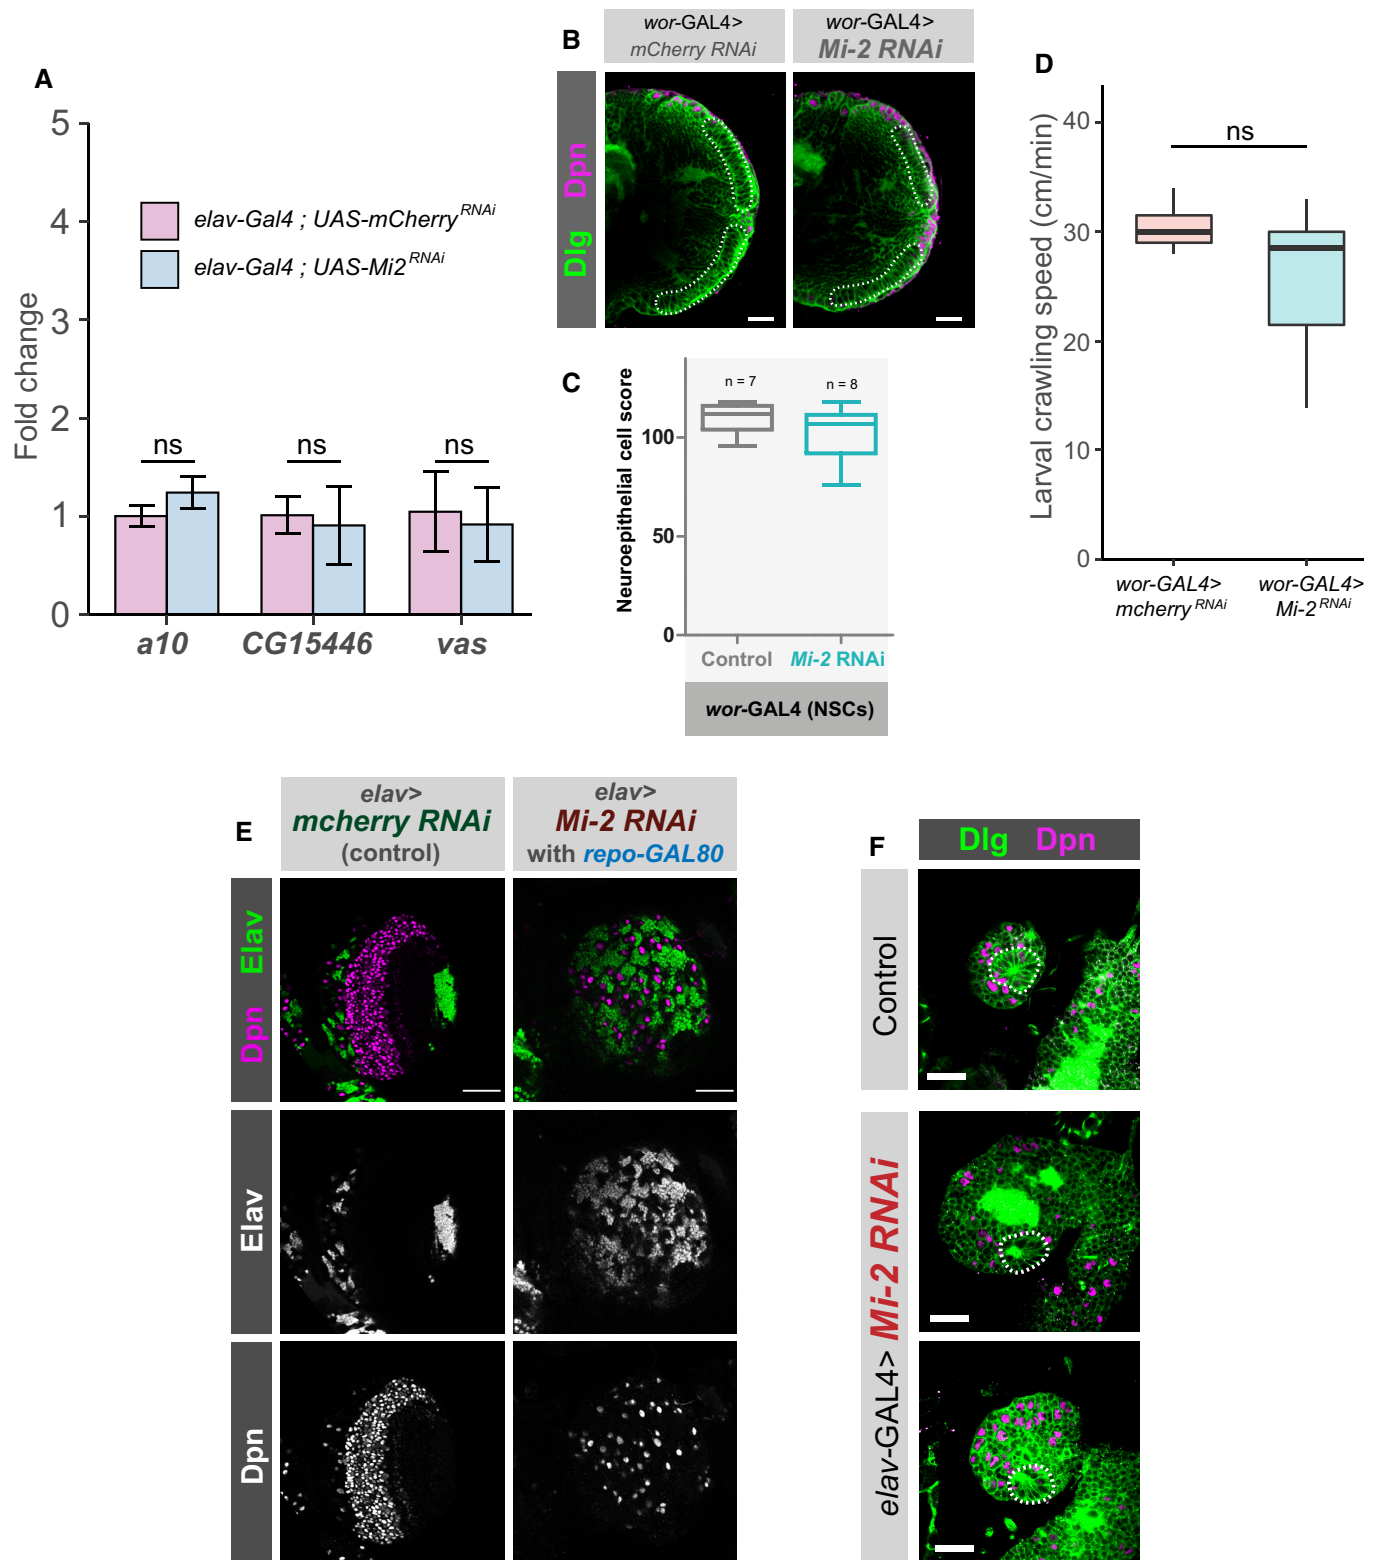 A
5
4
3
2
1
0
Fold change
elav-Gal4 ; UAS-mCherry RNAi
elav-Gal4 ; UAS-Mi2 RNAi
ns
ns
ns
a10
CG15446
vas
B
wor-GAL4>
mCherry RNAi
wor-GAL4>
Mi-2 RNAi
Dlg Dpn
C
Neuroepithelial cell score
100
50
0
n = 7
n = 8
Control
Mi-2 RNAi
wor-GAL4 (NSCs)
D
Larval crawling speed (cm/min)
40
30
20
10
0
ns
wor-GAL4>
mcherry RNAi
wor-GAL4>
Mi-2 RNAi
E
elav>
mcherry RNAi
(control)
elav>
Mi-2 RNAi
with repo-GAL80
Dpn Elav
Elav
Dpn
F
Dlg Dpn
Control
elav-GAL4> Mi-2 RNAi